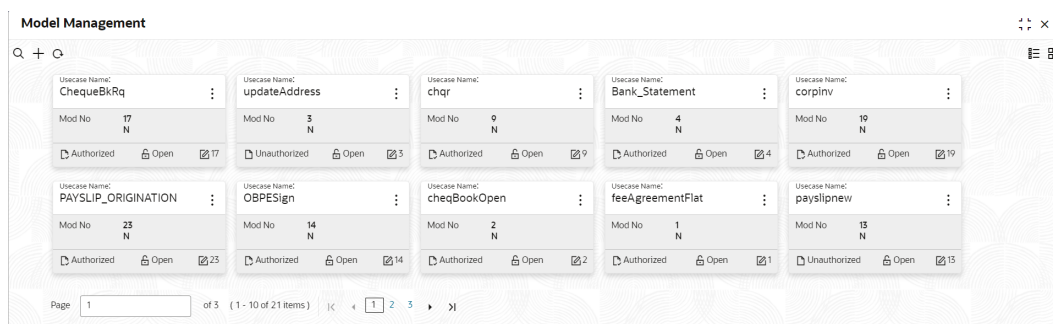 Model Management
Usecase Name: Usecase Name: Usecase Name: Usecase Name: Usecase Name:
ChequeBkRq updateAddress chqr Bank_Statement corpinv
Mod No 17 Mod No 3 Mod No 9 Mod No 4 Mod No 19
N N N N N
Authorized Open 17 Unauthorized Open 3 Authorized Open 9 Authorized Open 4 Authorized Open 19
Usecase Name: Usecase Name: Usecase Name: Usecase Name: Usecase Name:
PAYSLIP_ORIGINATION OBPESign cheqBookOpen feeAgreementFlat payslipnew
Mod No 23 Mod No 14 Mod No 2 Mod No 1 Mod No 13
N N N N N
Authorized Open 23 Authorized Open 14 Authorized Open 2 Authorized Open 1 Unauthorized Open 13
Page 1 of 3 (1 - 10 of 21 items) 1 2 3